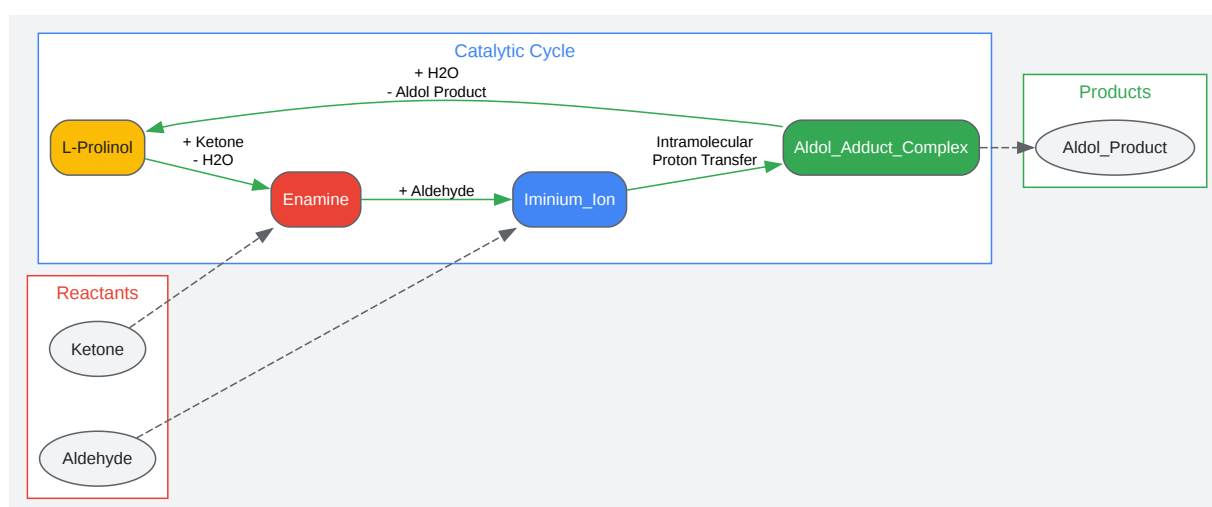 Catalytic Cycle
+ H2O
- Aldol Product
L-Prolinol
+ Ketone
- H2O
Enamine
+ Aldehyde
Iminium_Ion
Intramolecular
Proton Transfer
Aldol_Adduct_Complex
Products
Aldol_Product
Reactants
Ketone
Aldehyde